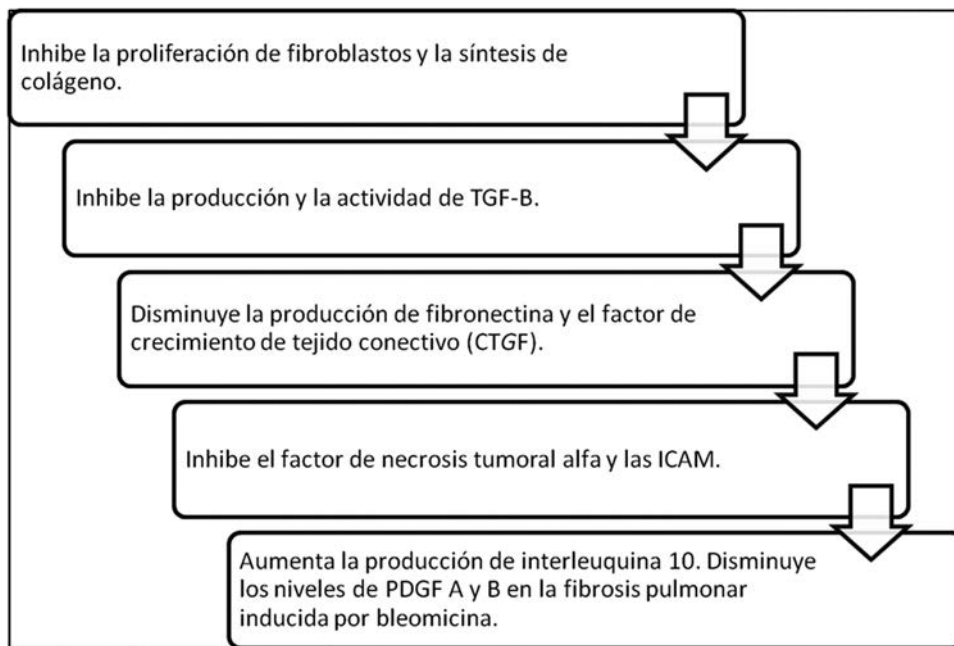 Inhibe la proliferación de fibroblastos y la síntesis de
colágeno.
Inhibe la producción y la actividad de TGF-B.
Disminuye la producción de fibronectina y el factor de
crecimiento de tejido conectivo (CTGF).
Inhibe el factor de necrosis tumoral alfa y las ICAM.
Aumenta la producción de interleuquina 10. Disminuye
los niveles de PDGF A y B en la fibrosis pulmonar
inducida por bleomicina.